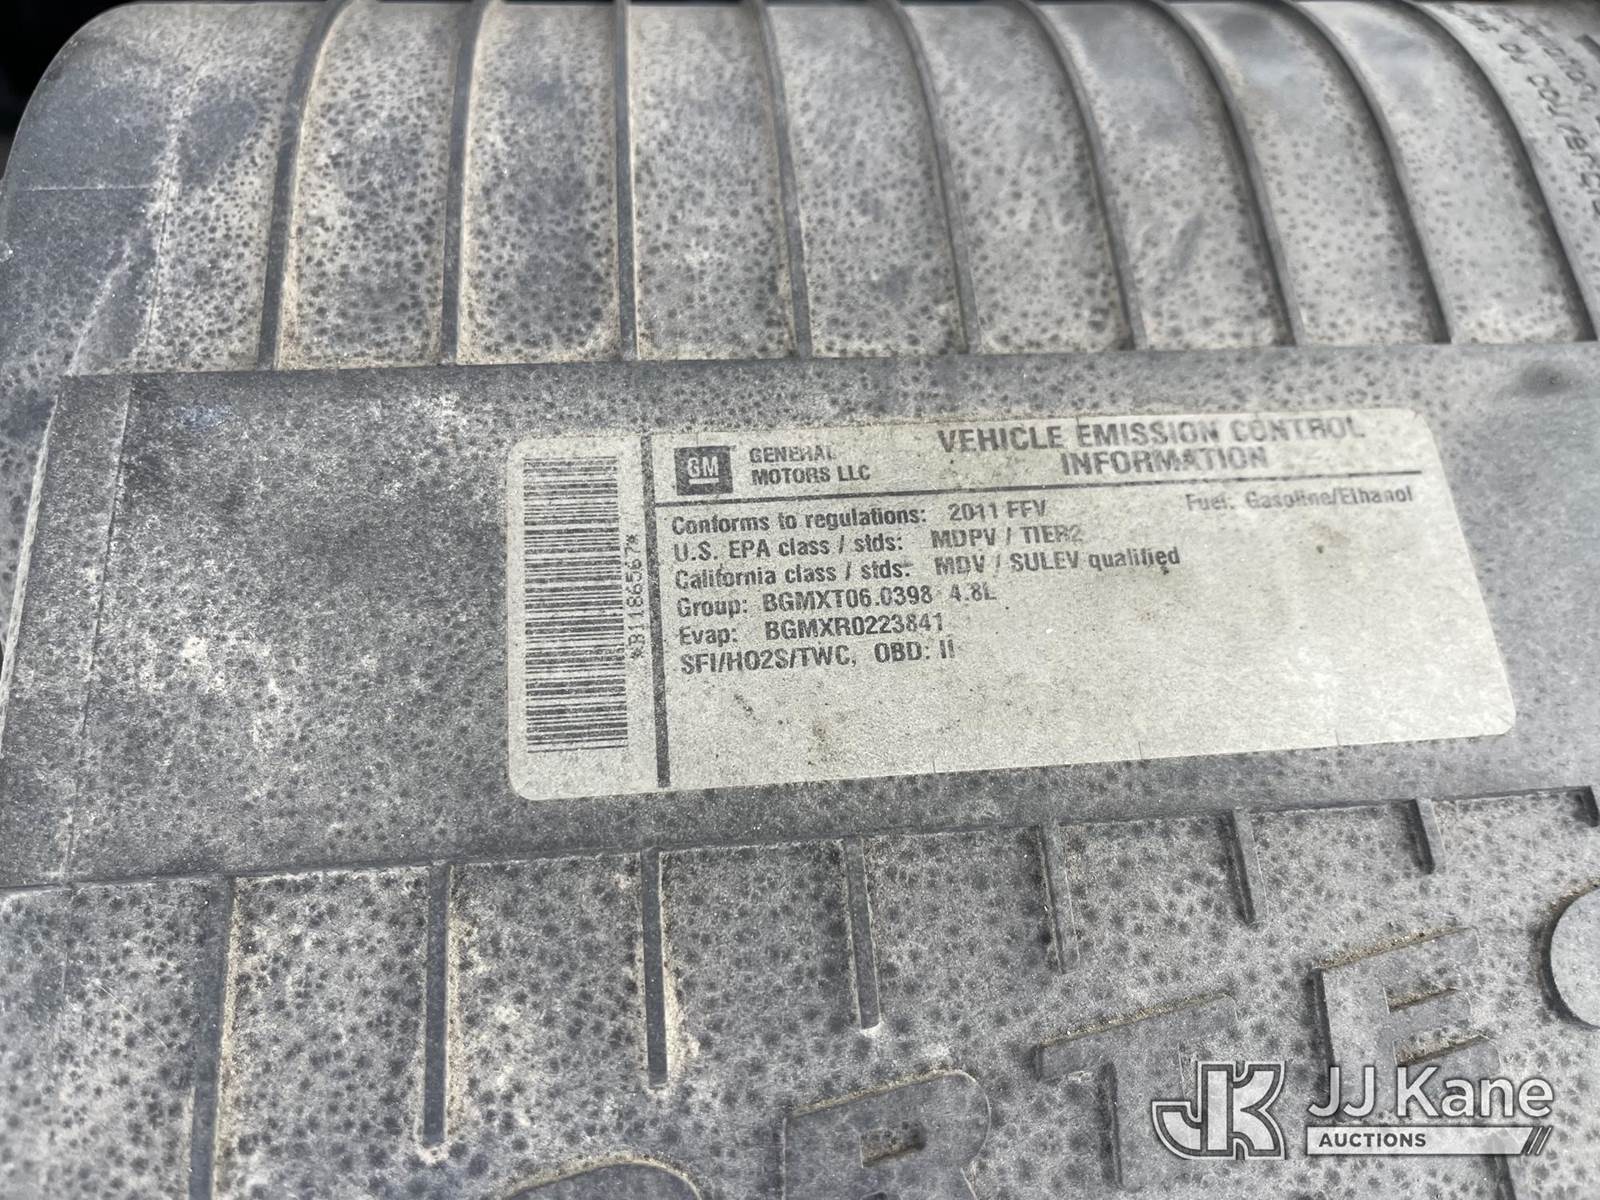 GM
GENERAL
MOTORS LLC
VEHICLE EMISSION CONTROL
INFORMATION
Conforms to regulations: 2011 FFV
Fuel: Gasoline/Ethanol
U.S. EPA class / stds: MDPV / TIER2
California class / stds: MDV / SULEV qualified
Group: BGMXT06.0398 4.8L
Evap: BGMXR0223841
SFI/HO2S/TWC, OBD: II
*B1186567*
JK
JJ Kane
AUCTIONS